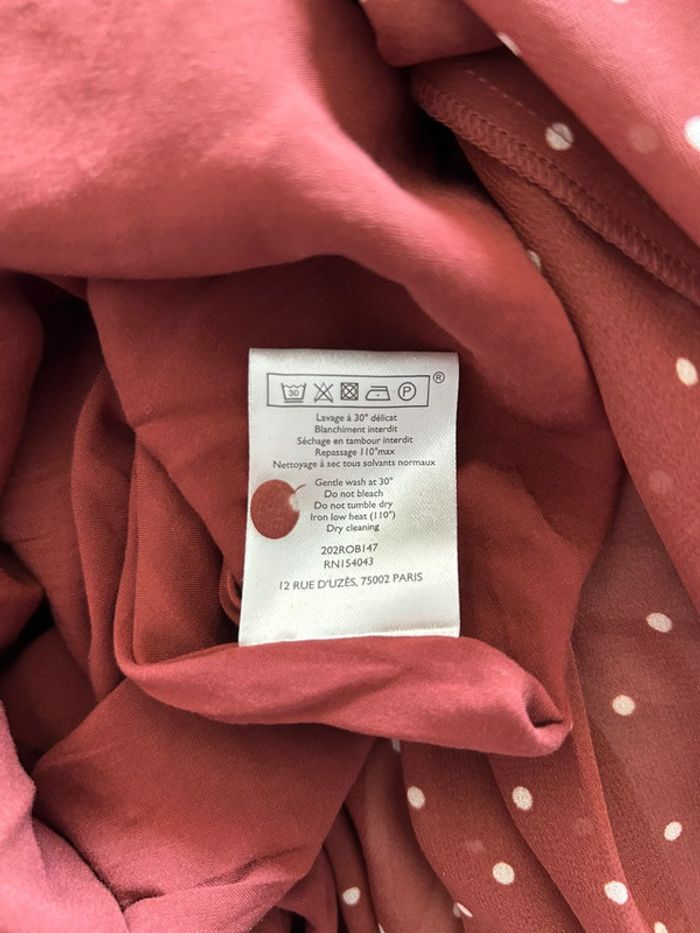 30 P ®
Lavage à 30° délicat
Blanchiment interdit
Séchage en tambour interdit
Repassage 110°max
Nettoyage à sec tous solvants normaux
Gentle wash at 30°
Do not bleach
Do not tumble dry
Iron low heat (110°)
Dry cleaning
202ROB147
RN154043
12 RUE D'UZÈS, 75002 PARIS